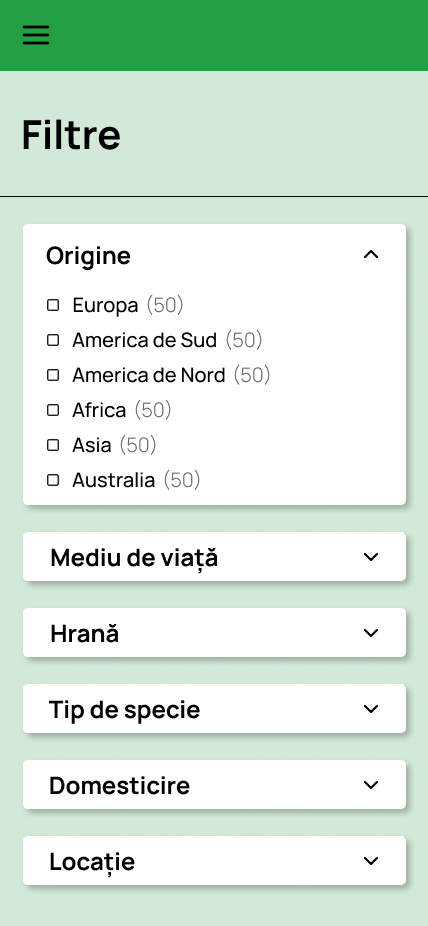 Filtre
Origine
Europa (50)
America de Sud (50)
America de Nord (50)
Africa (50)
Asia (50)
Australia (50)
Mediu de viață
Hrană
Tip de specie
Domesticire
Locație